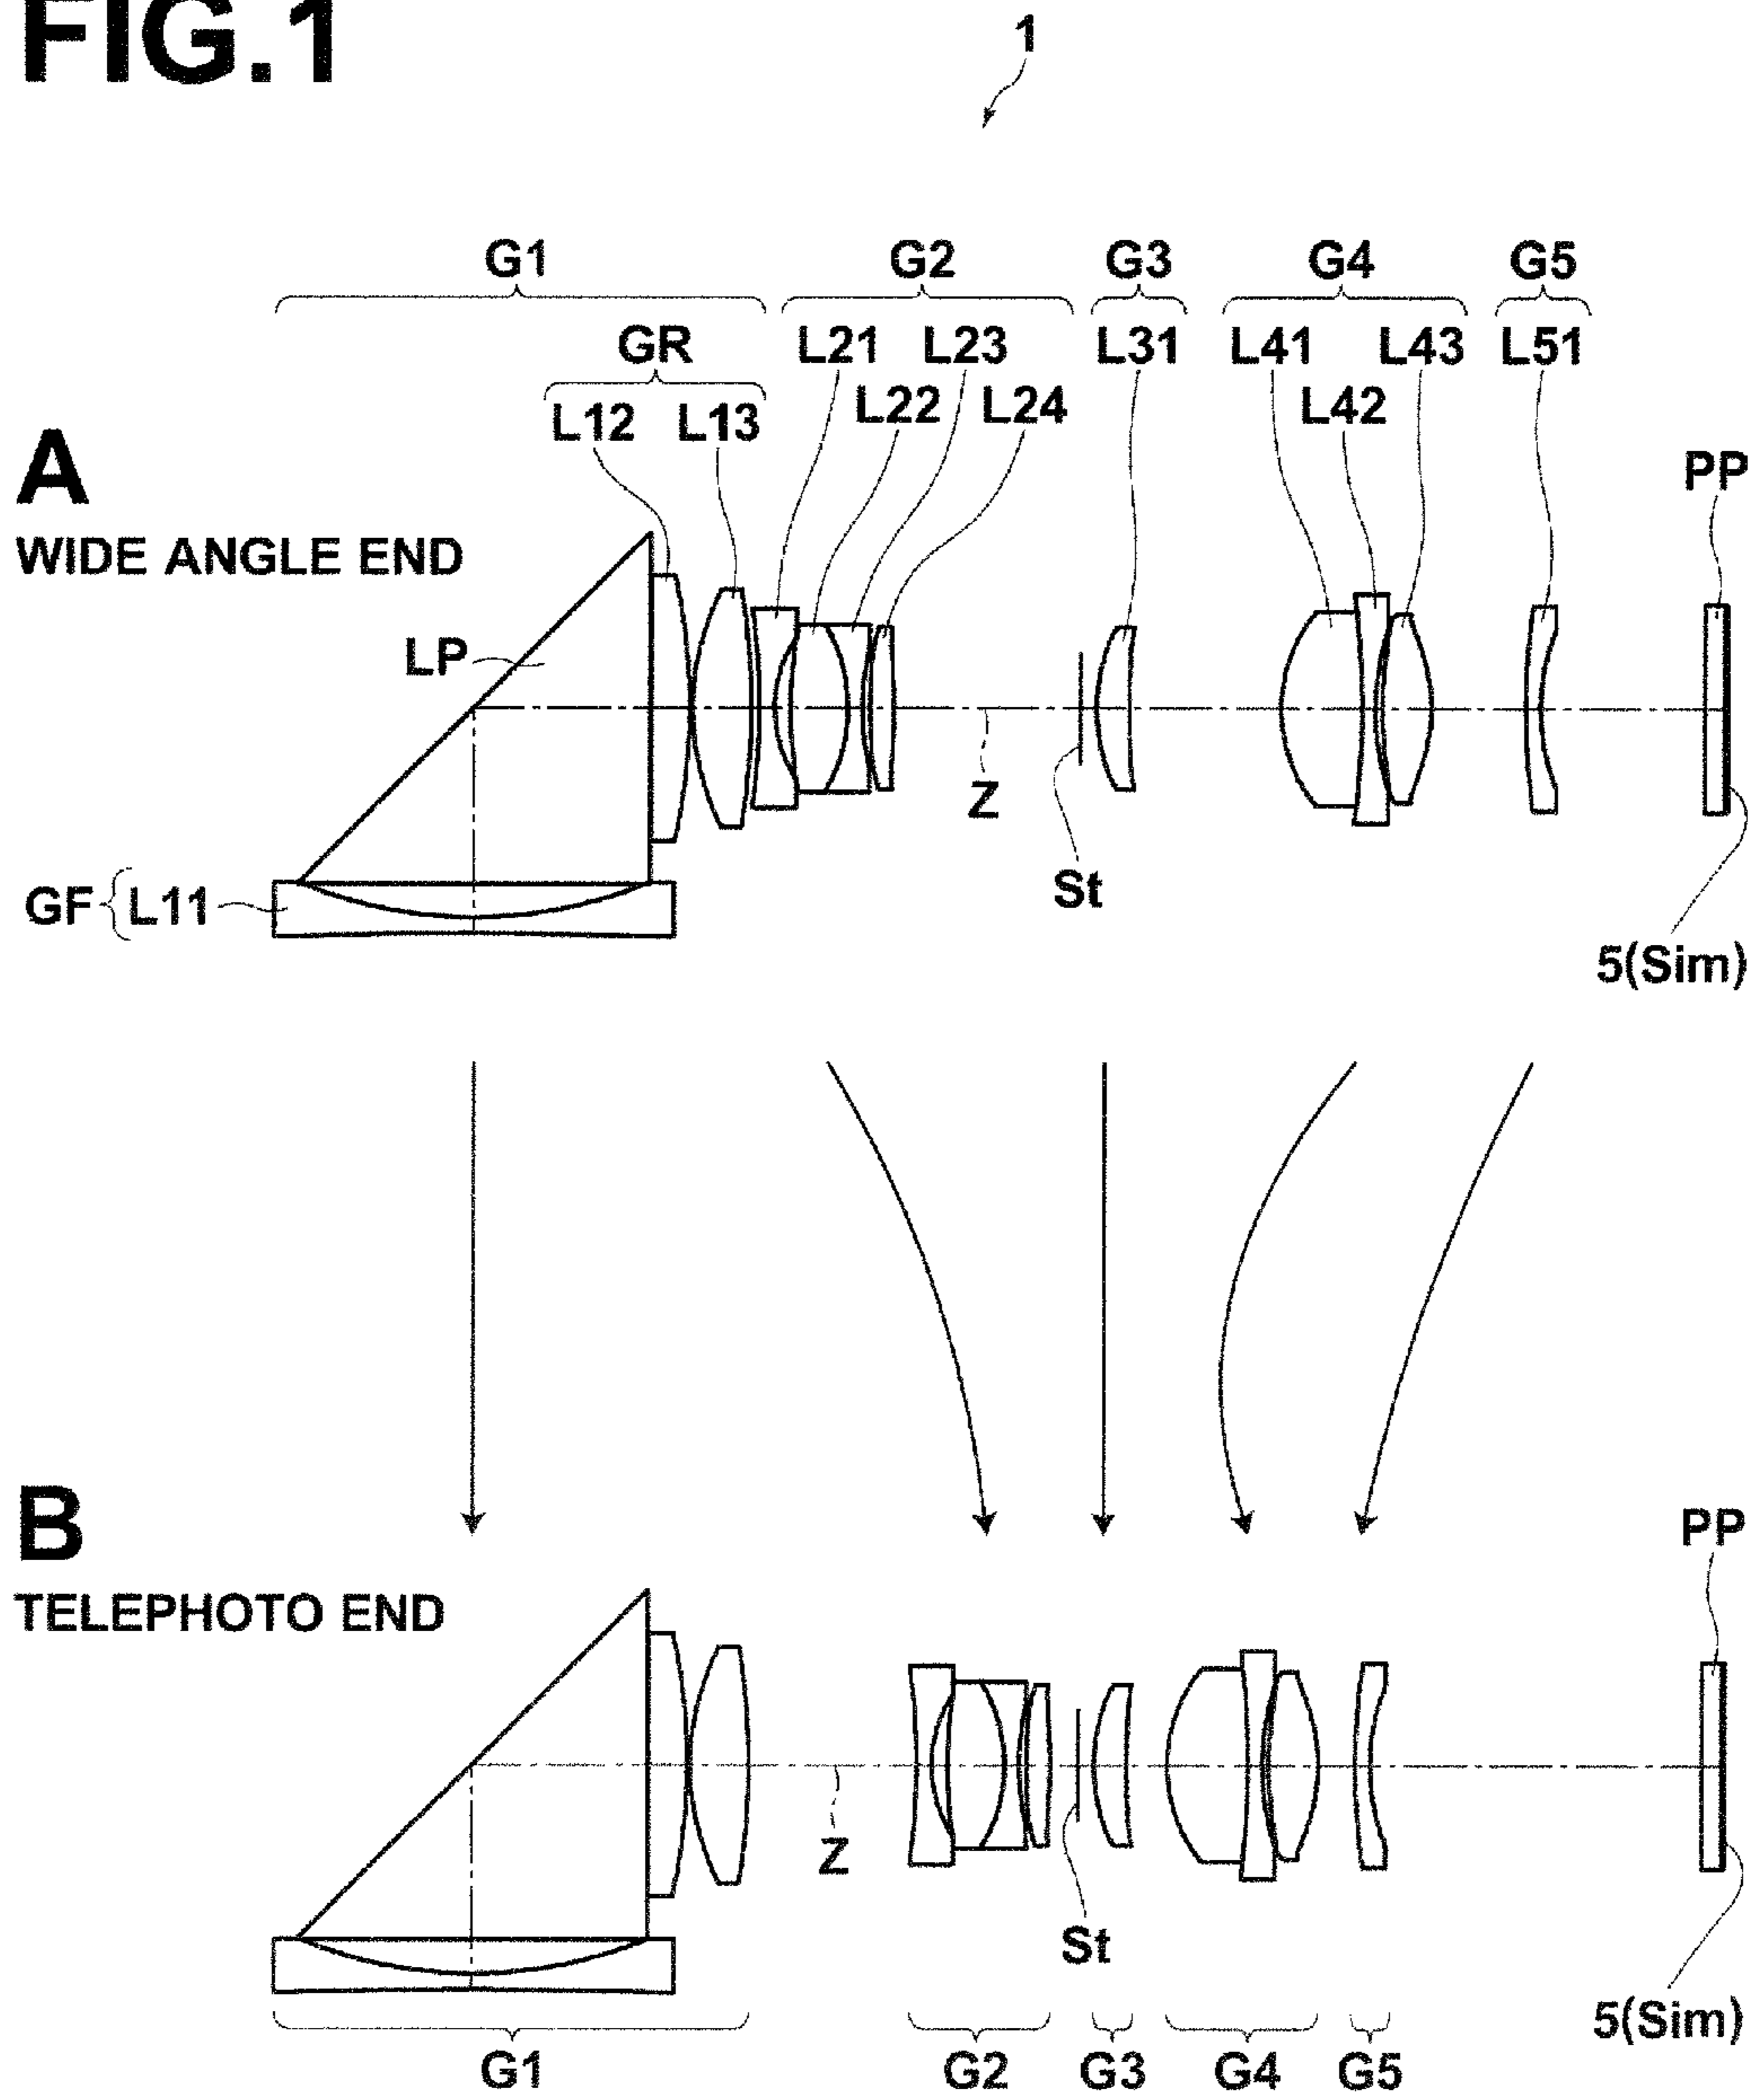 FIG.1
1
G1 G2 G3 G4 G5
GR L21 L23 L31 L41 L43 L51
L12 L13 L22 L24 L42
A
WIDE ANGLE END
PP
LP
Z
St
GF L11
5(Sim)
B
TELEPHOTO END
PP
Z
St
5(Sim)
G1 G2 G3 G4 G5